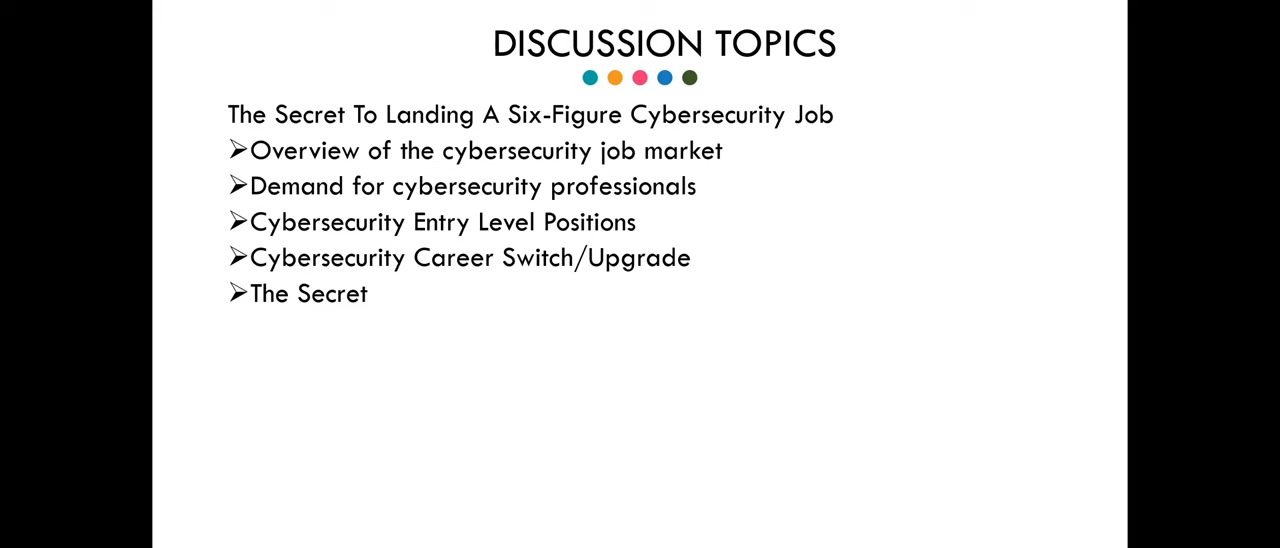 DISCUSSION TOPICS
The Secret To Landing A Six-Figure Cybersecurity Job
➢Overview of the cybersecurity job market
➢Demand for cybersecurity professionals
➢Cybersecurity Entry Level Positions
➢Cybersecurity Career Switch/Upgrade
➢The Secret